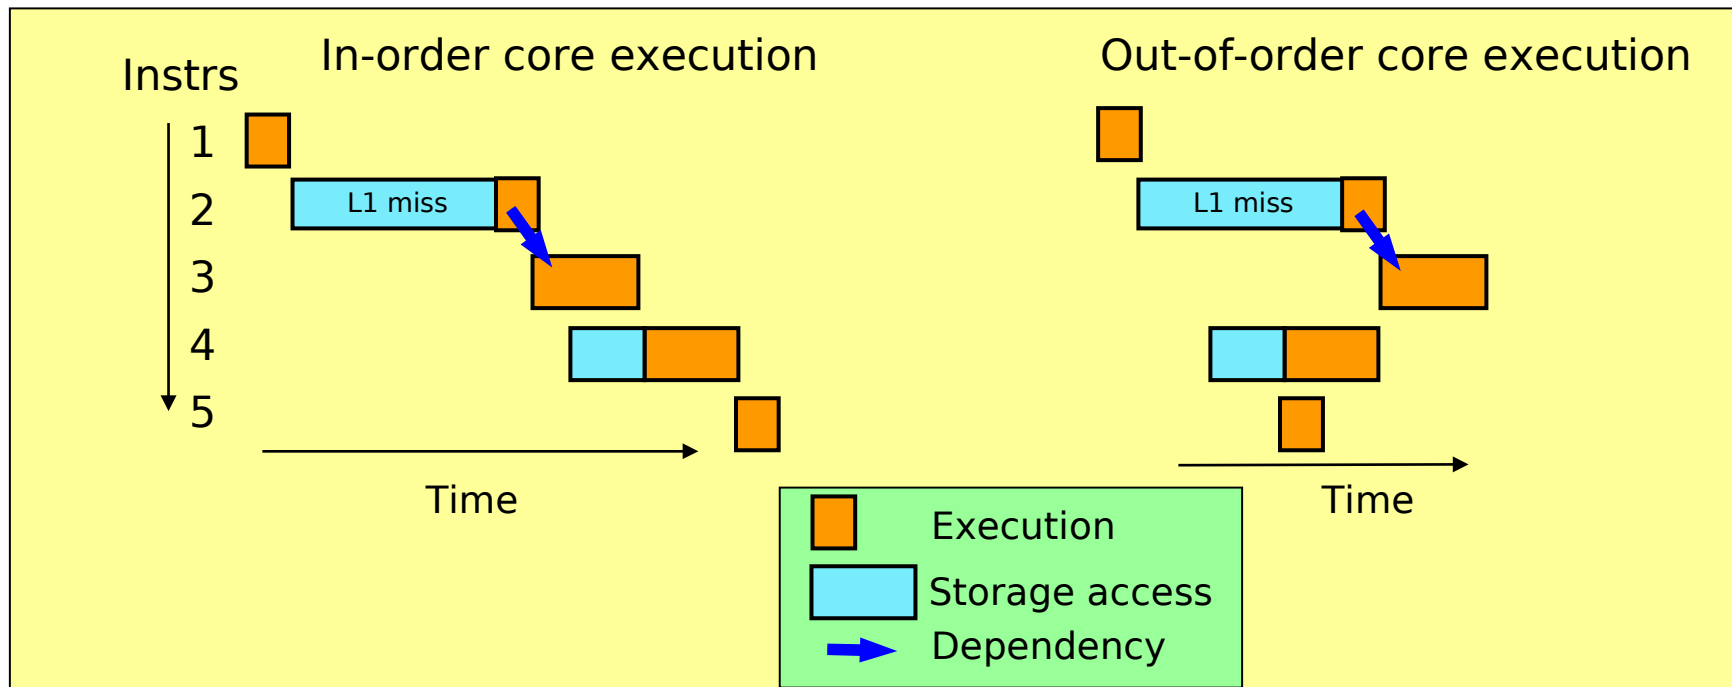 In-order core execution
Out-of-order core execution
Instrs
1
2
3
4
5
L1 miss
L1 miss
Time
Time
Execution
Storage access
Dependency